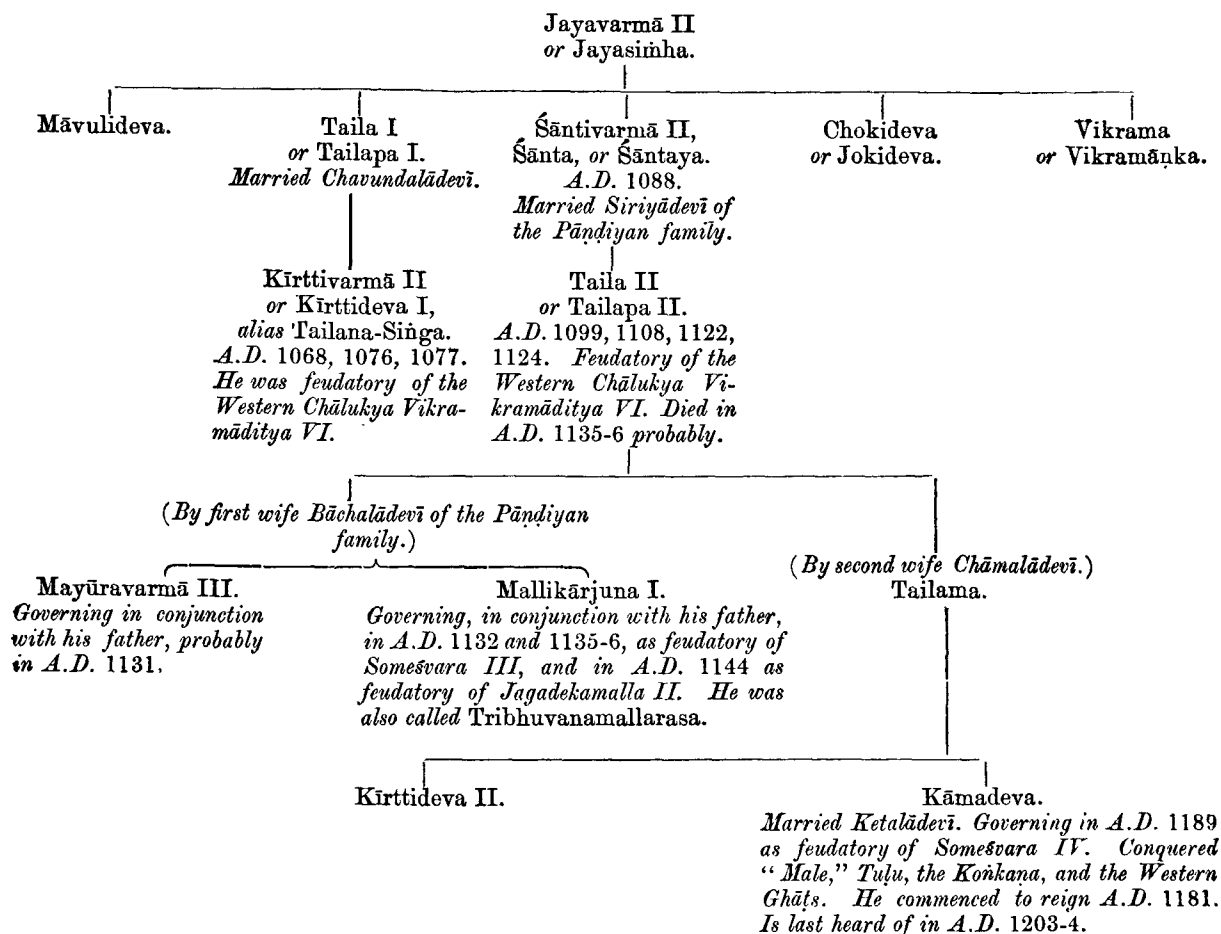 Jayavarmā II
or Jayasiṁha.
Māvulideva.
Taila I
or Tailapa I.
Married Chavundalādevī.
Śāntivarmā II,
Śānta, or Śāntaya.
A.D. 1088.
Married Siriyādevī of
the Pāṇḍiyan family.
Chokideva
or Jokideva.
Vikrama
or Vikramāṇka.
Kīrttivarmā II
or Kīrttideva I,
alias Tailana-Siṅga.
A.D. 1068, 1076, 1077.
He was feudatory of the
Western Chālukya Vikra-
māditya VI.
Taila II
or Tailapa II.
A.D. 1099, 1108, 1122,
1124. Feudatory of the
Western Chālukya Vi-
kramāditya VI. Died in
A.D. 1135-6 probably.
(By first wife Bāchalādevī of the Pāṇḍiyan
family.)
Mayūravarmā III.
Governing in conjunction
with his father, probably
in A.D. 1131.
Mallikārjuna I.
Governing, in conjunction with his father,
in A.D. 1132 and 1135-6, as feudatory of
Someśvara III, and in A.D. 1144 as
feudatory of Jagadekamalla II. He was
also called Tribhuvanamallarasa.
(By second wife Chāmalādevī.)
Tailama.
Kīrttideva II.
Kāmadeva.
Married Ketalādevī. Governing in A.D. 1189
as feudatory of Someśvara IV. Conquered
“Male,” Tuḷu, the Koṅkaṇa, and the Western
Ghāṭs. He commenced to reign A.D. 1181.
Is last heard of in A.D. 1203-4.